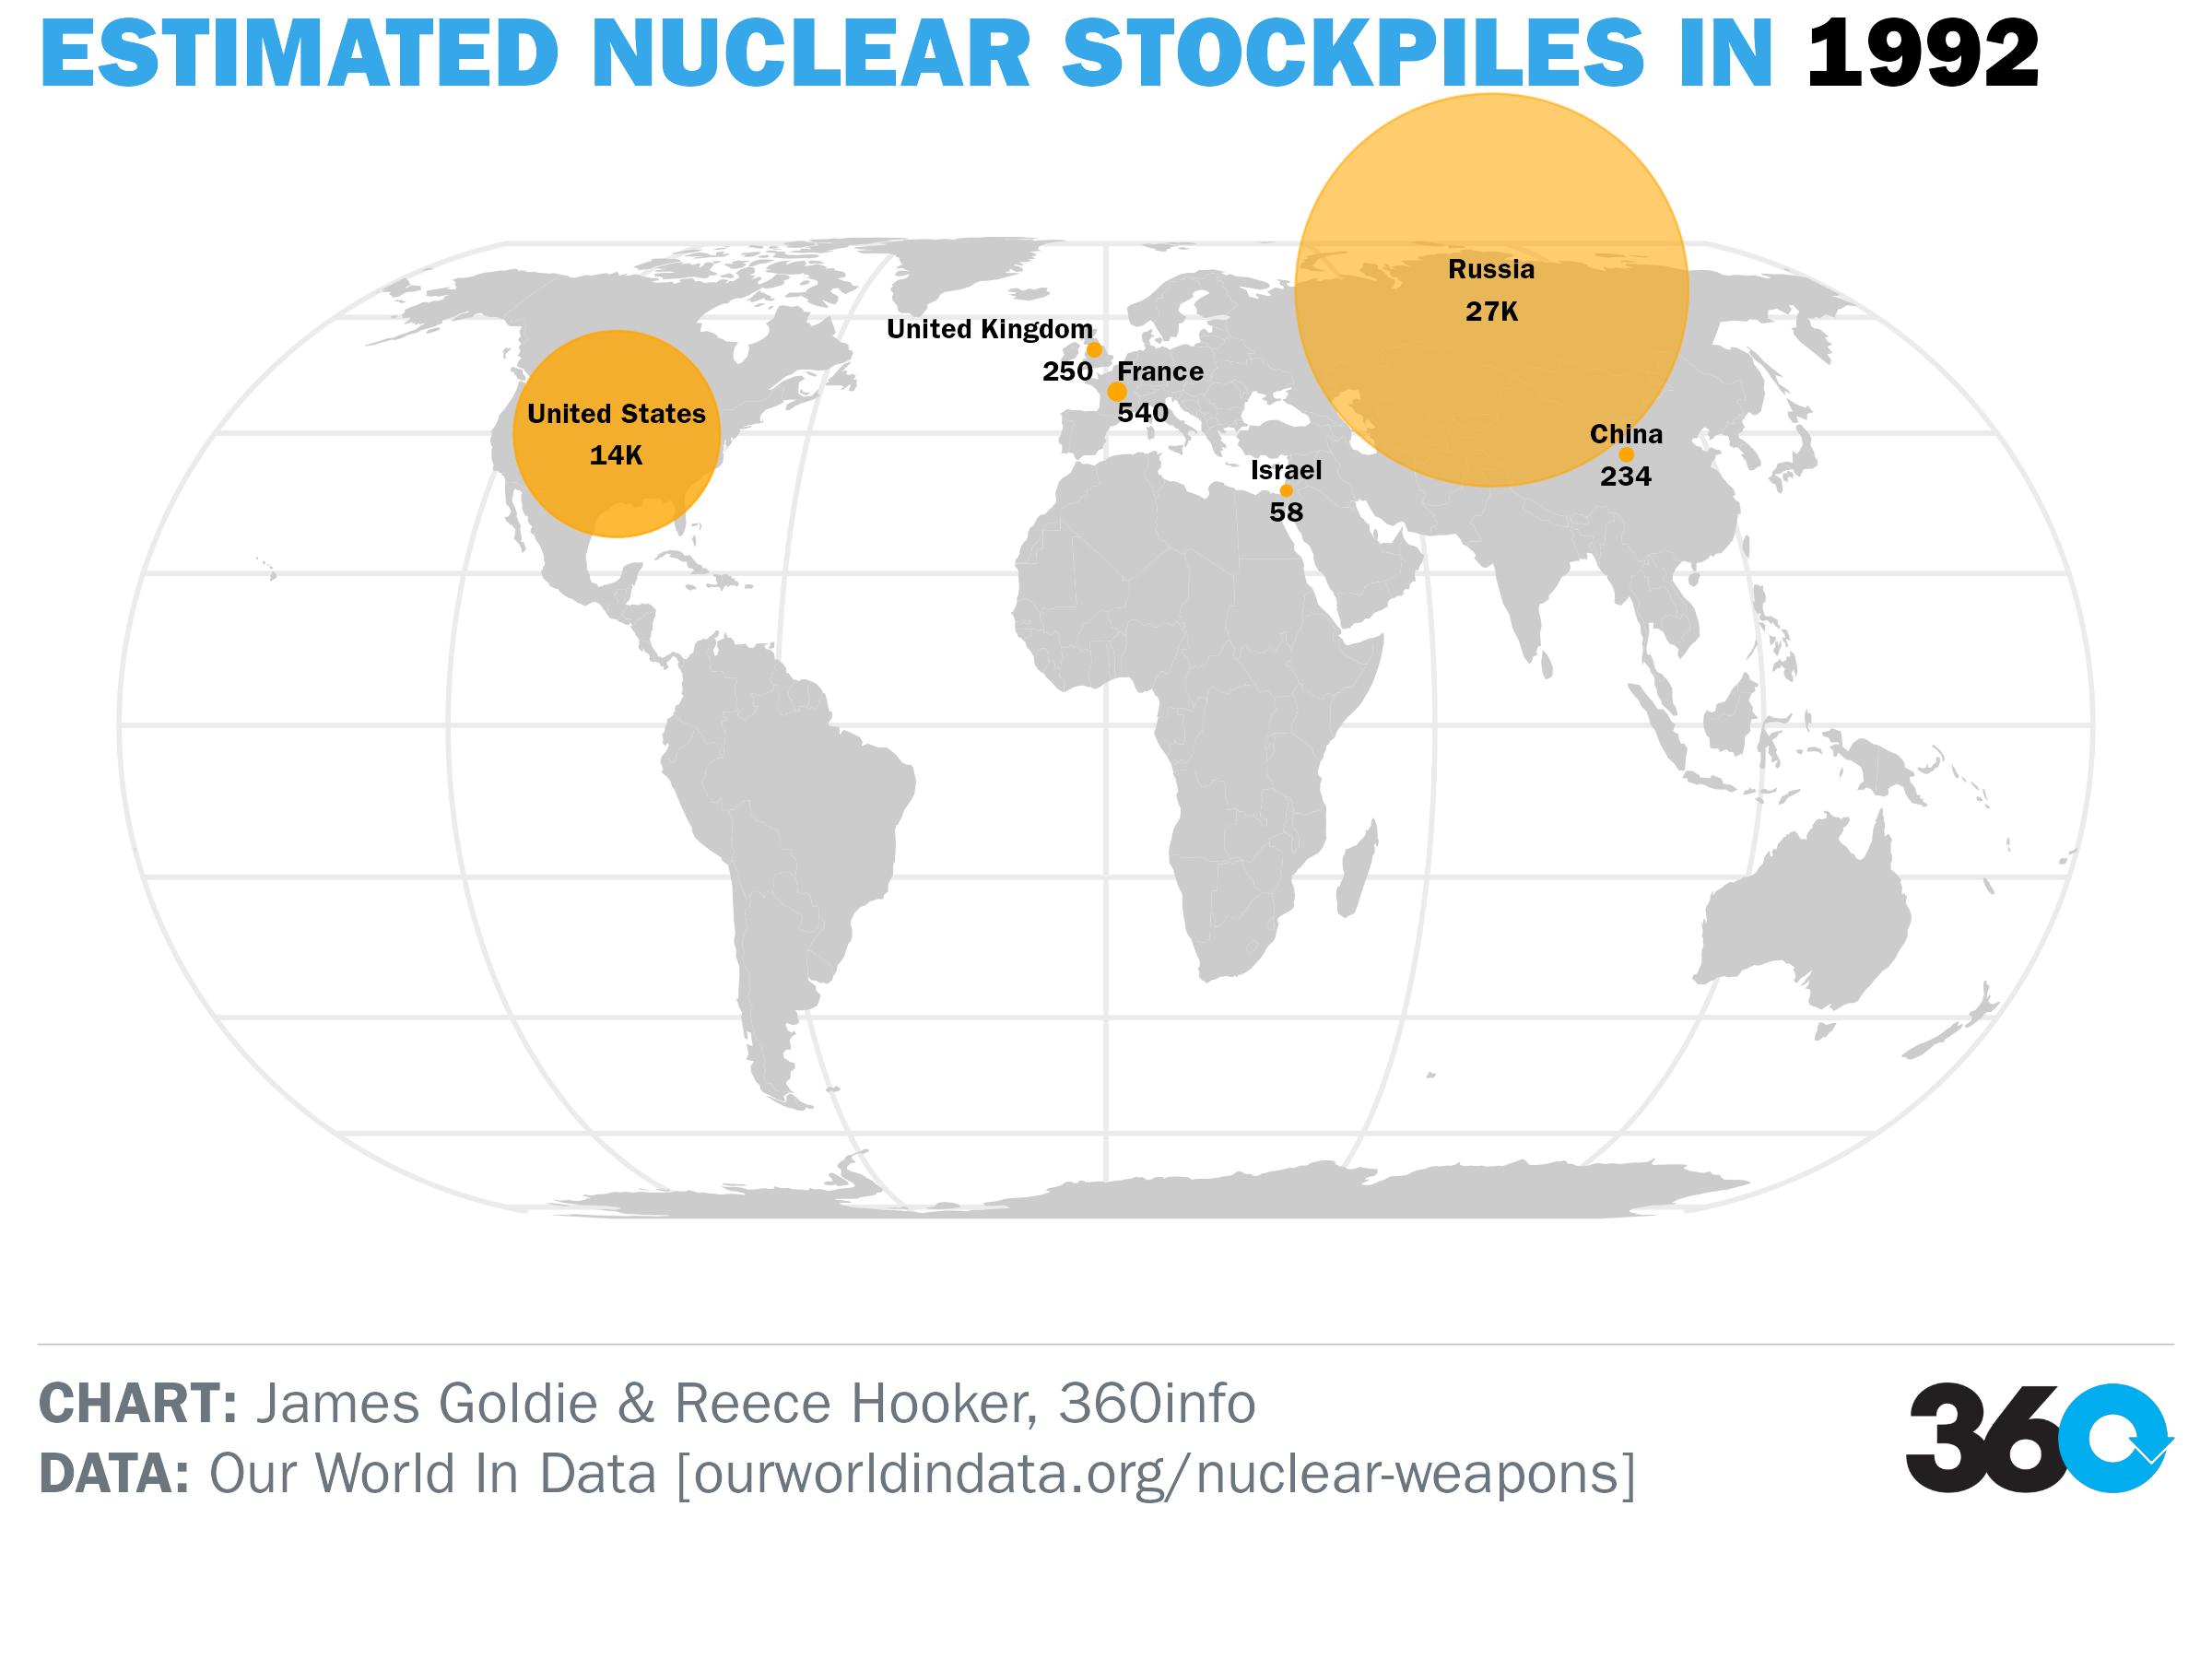 ESTIMATED NUCLEAR STOCKPILES IN 1992
Russia
27K
United Kingdom
250
France
540
United States
14K
China
234
Israel
58
CHART: James Goldie & Reece Hooker, 360info
DATA: Our World In Data [ourworldindata.org/nuclear-weapons]
360